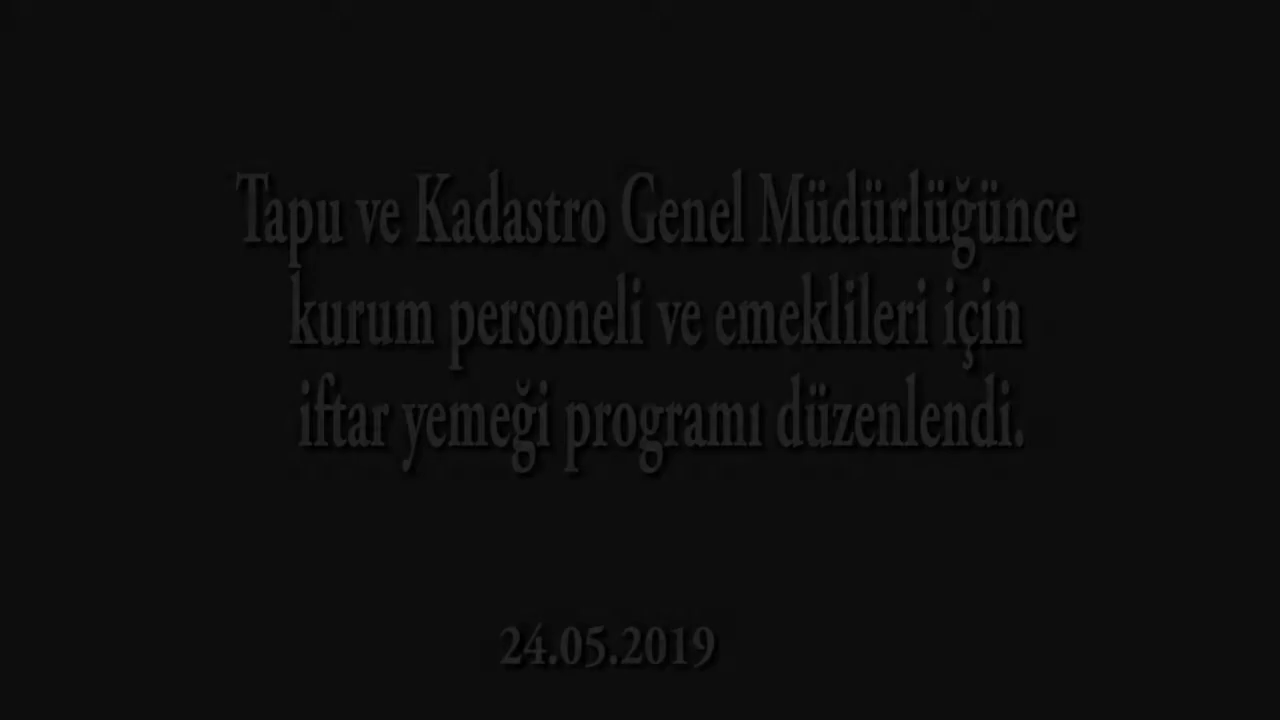 Tapu ve Kadastro Genel Müdürlüğünce
kurum personeli ve emeklileri için
iftar yemeği programı düzenlendi.
24.05.2019